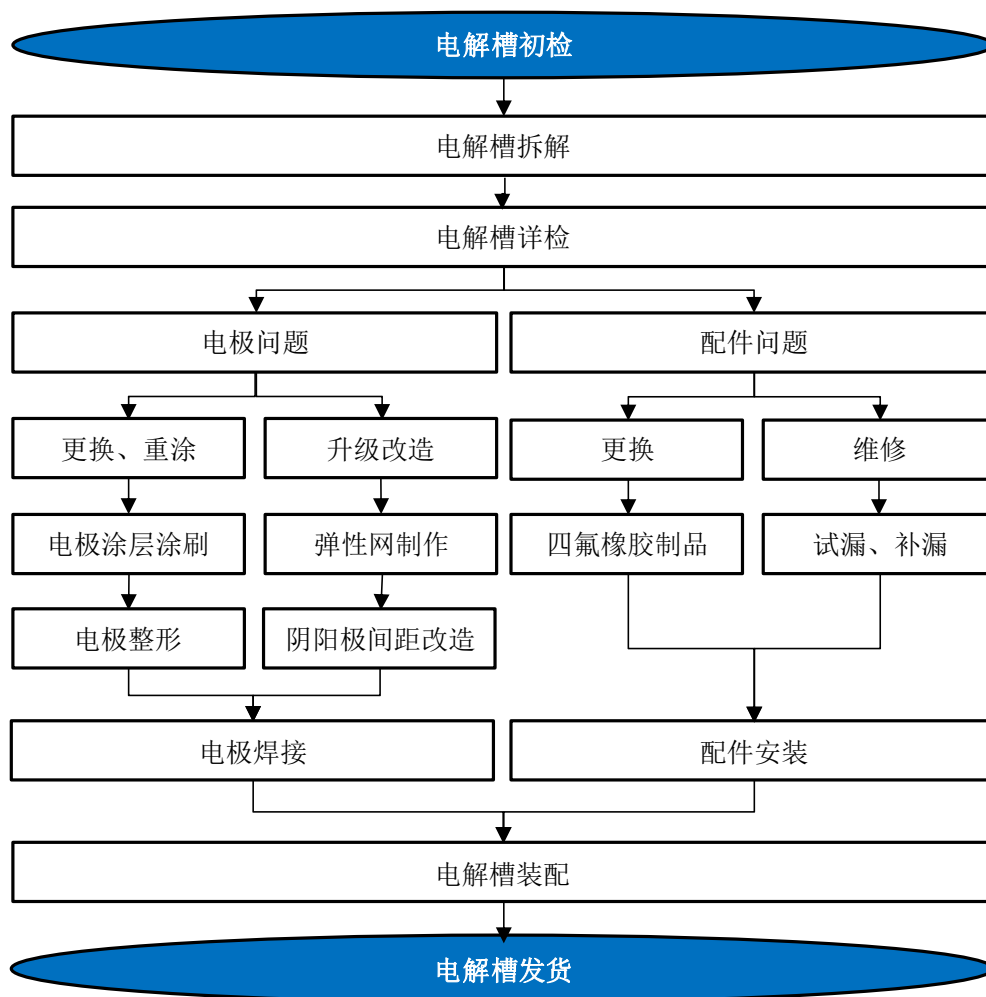 电解槽初检
电解槽拆解
电解槽详检
电极问题
配件问题
更换、重涂
升级改造
更换
维修
电极涂层涂刷
弹性网制作
四氟橡胶制品
试漏、补漏
电极整形
阴阳极间距改造
电极焊接
配件安装
电解槽装配
电解槽发货